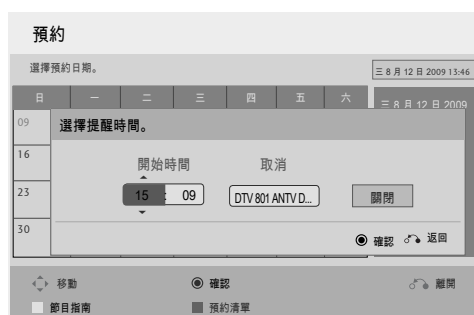 預約
選擇預約日期。
三 8 月 12 日 2009 13:46
日 一 二 三 四 五 六
三 8 月 12 日 2009
09
選擇提醒時間。
16
開始時間 取消
23
15 : 09 DTV 801 ANTV D...關閉
30
確認 返回
移動 確認 離開
節目指南 預約清單